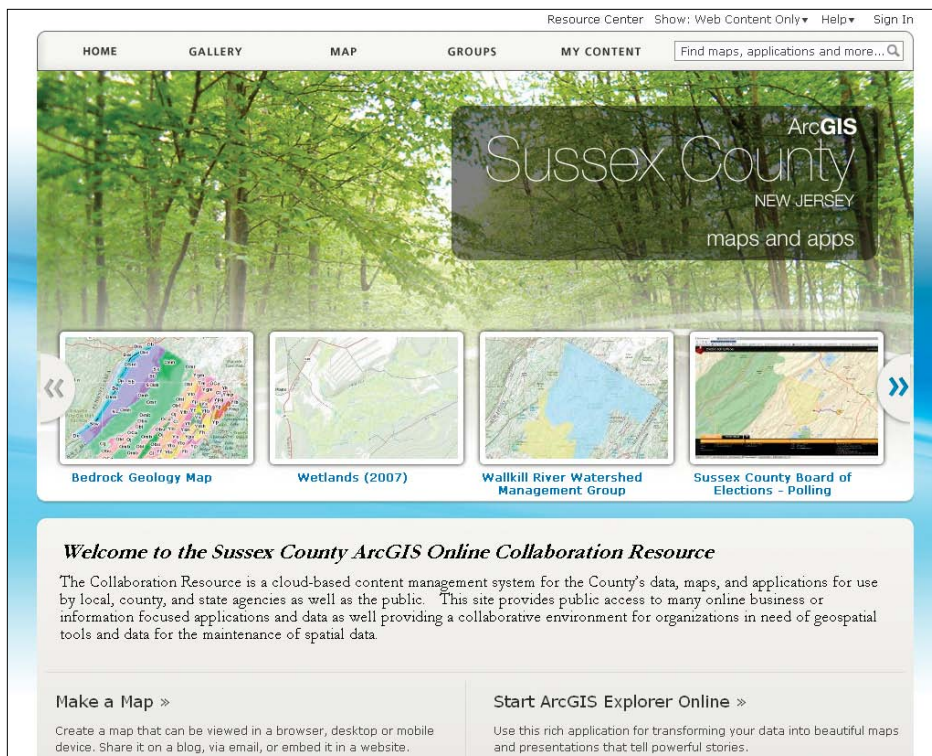 Resource Center Show: Web Content Only▾ Help▾ Sign In
HOME GALLERY MAP GROUPS MY CONTENT Find maps, applications and more...
ArcGIS
Sussex County
NEW JERSEY
maps and apps
Bedrock Geology Map
Wetlands (2007)
Wallkill River Watershed
Management Group
Sussex County Board of
Elections - Polling
Welcome to the Sussex County ArcGIS Online Collaboration Resource
The Collaboration Resource is a cloud-based content management system for the County's data, maps, and applications for use
by local, county, and state agencies as well as the public. This site provides public access to many online business or
information focused applications and data as well providing a collaborative environment for organizations in need of geospatial
tools and data for the maintenance of spatial data.
Make a Map »
Create a map that can be viewed in a browser, desktop or mobile
device. Share it on a blog, via email, or embed it in a website.
Start ArcGIS Explorer Online »
Use this rich application for transforming your data into beautiful maps
and presentations that tell powerful stories.